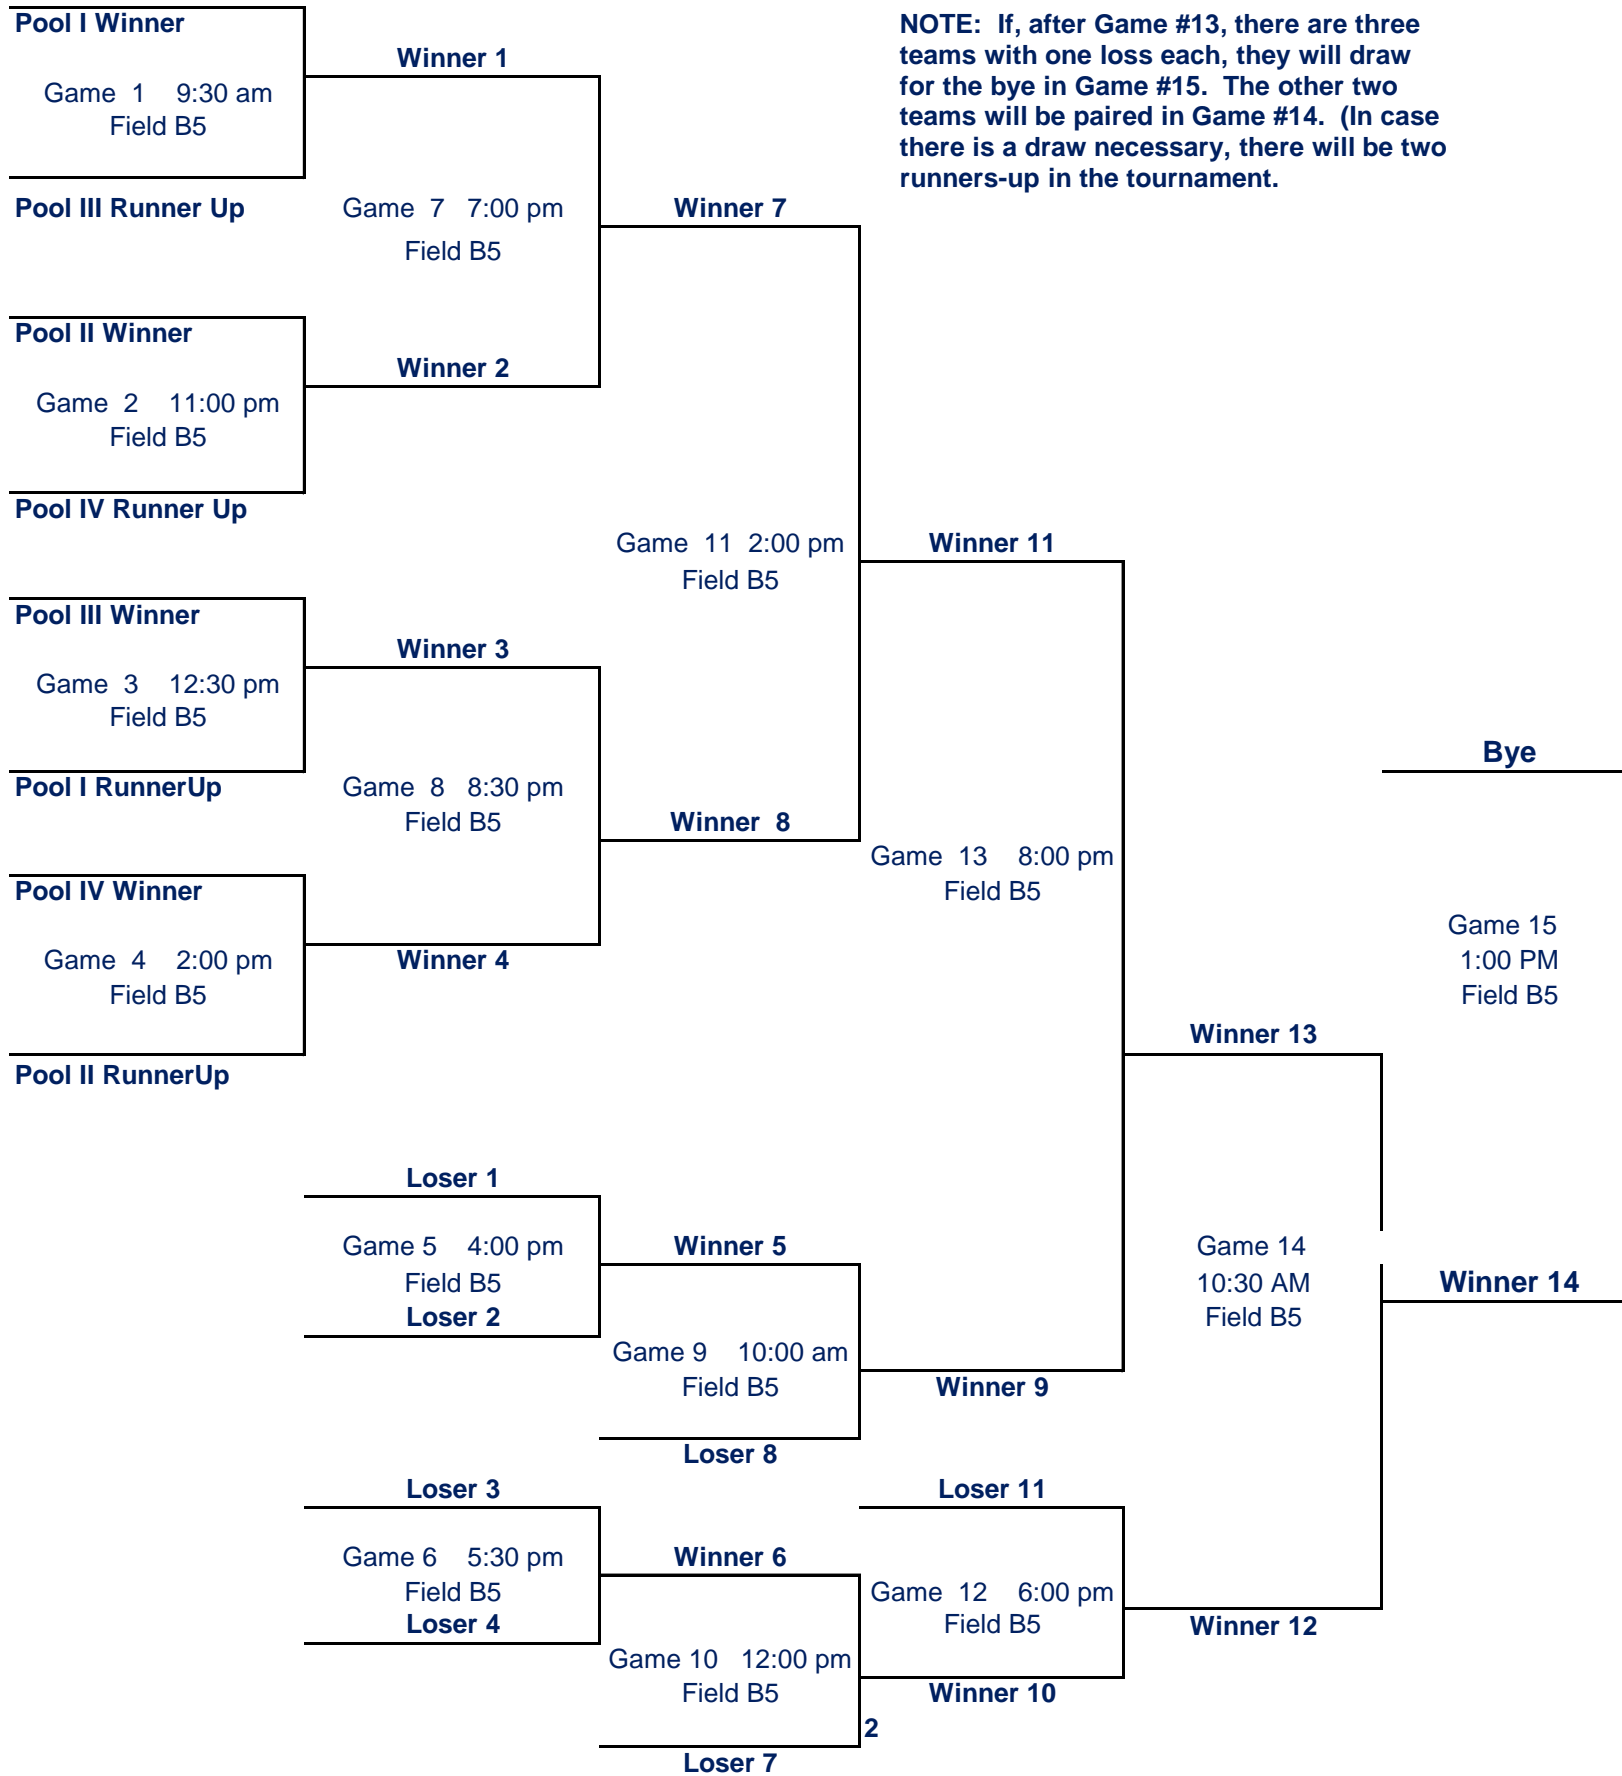 Pool I Winner
NOTE:  If, after Game #13, there are three
teams with one loss each, they will draw
for the bye in Game #15.  The other two
teams will be paired in Game #14.  (In case
there is a draw necessary, there will be two
runners-up in the tournament.
Winner 1
Game  1    9:30 am
Field B5
Pool III Runner Up
Game  7   7:00 pm
Field B5
Winner 7
Pool II Winner
Winner 2
Game  2    11:00 pm
Field B5
Pool IV Runner Up
Game  11  2:00 pm
Field B5
Winner 11
Pool III Winner
Winner 3
Game  3    12:30 pm
Field B5
Bye
Pool I RunnerUp
Game  8   8:30 pm
Field B5
Winner  8
Game  13    8:00 pm
Field B5
Pool IV Winner
Game 15
1:00 PM
Field B5
Game  4    2:00 pm
Field B5
Winner 4
Winner 13
Pool II RunnerUp
Loser 1
Game 5    4:00 pm
Field B5
Loser 2
Winner 5
Game 14
10:30 AM
Field B5
Winner 14
Game 9    10:00 am
Field B5
Winner 9
Loser 8
Loser 3
Loser 11
Game 6    5:30 pm
Field B5
Loser 4
Winner 6
Game  12    6:00 pm
Field B5
Winner 12
Game 10   12:00 pm
Field B5
Winner 10
2
Loser 7